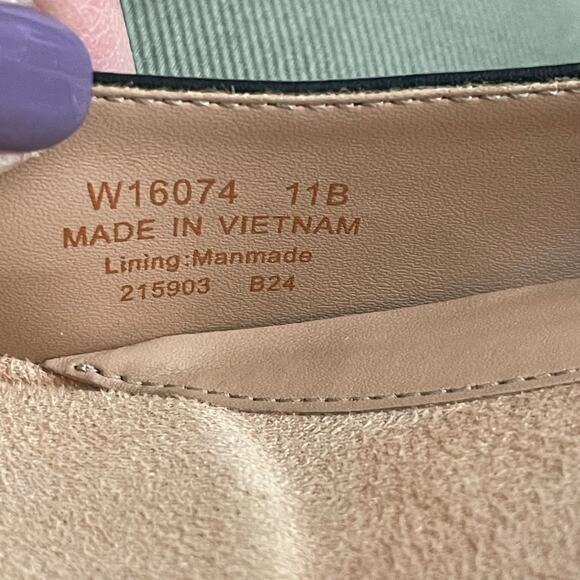 W16074 11B
MADE IN VIETNAM
Lining:Manmade
215903 B24